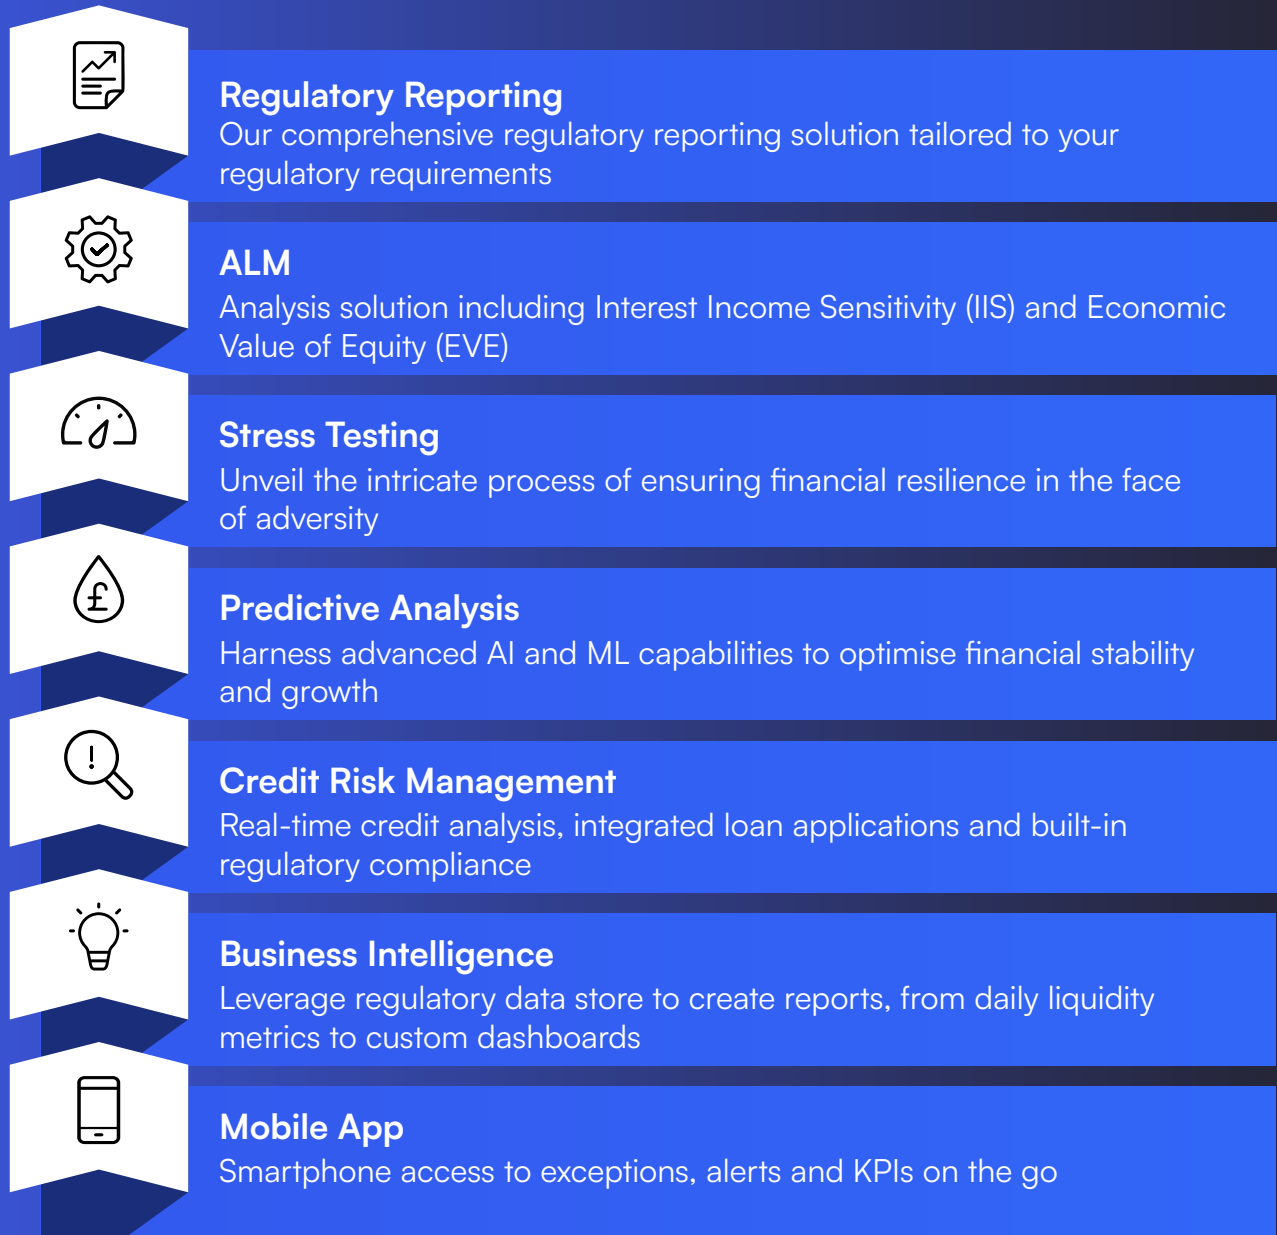 Regulatory Reporting
Our comprehensive regulatory reporting solution tailored to your
regulatory requirements
ALM
Analysis solution including Interest Income Sensitivity (IIS) and Economic
Value of Equity (EVE)
Stress Testing
Unveil the intricate process of ensuring financial resilience in the face
of adversity
£
Predictive Analysis
Harness advanced AI and ML capabilities to optimise financial stability
and growth
!
Credit Risk Management
Real-time credit analysis, integrated loan applications and built-in
regulatory compliance
Business Intelligence
Leverage regulatory data store to create reports, from daily liquidity
metrics to custom dashboards
Mobile App
Smartphone access to exceptions, alerts and KPIs on the go